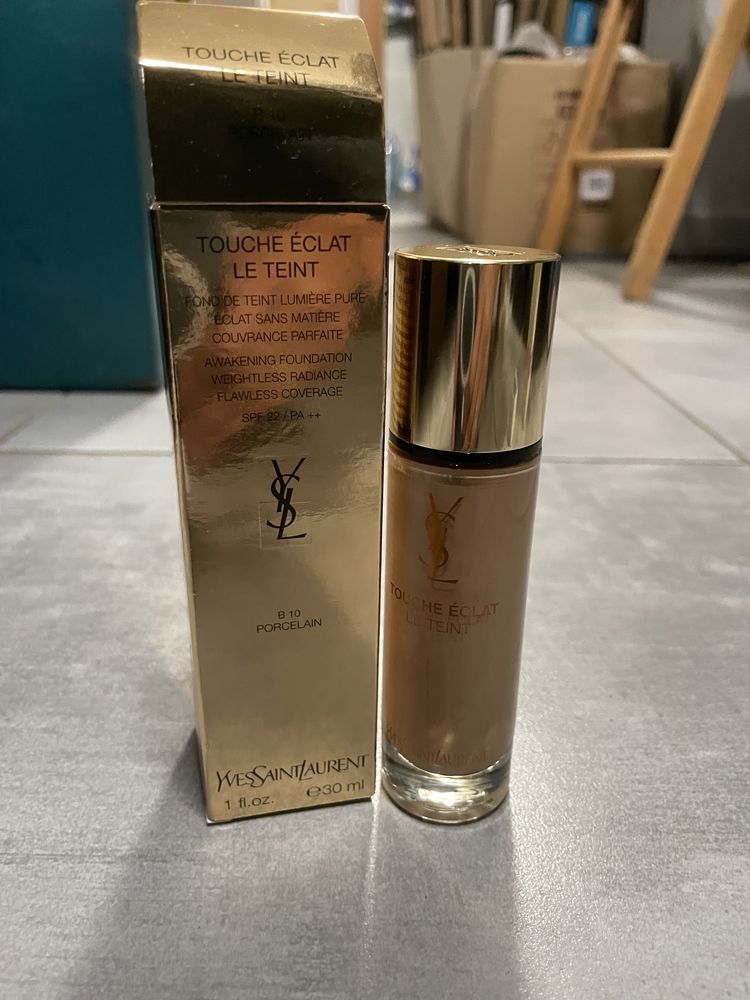 TOUCHE ÉCLAT
LE TEINT
B 10
PORCELAIN
TOUCHE ÉCLAT
LE TEINT
FOND DE TEINT LUMIÈRE PURE
ÉCLAT SANS MATIÈRE
COUVRANCE PARFAITE
AWAKENING FOUNDATION
WEIGHTLESS RADIANCE
FLAWLESS COVERAGE
SPF 22 / PA ++
YSL
B 10
PORCELAIN
YVESSAINTLAURENT
1 fl.oz. ℮30 ml
YSL
TOUCHE ÉCLAT
LE TEINT
YVESSAINTLAURENT